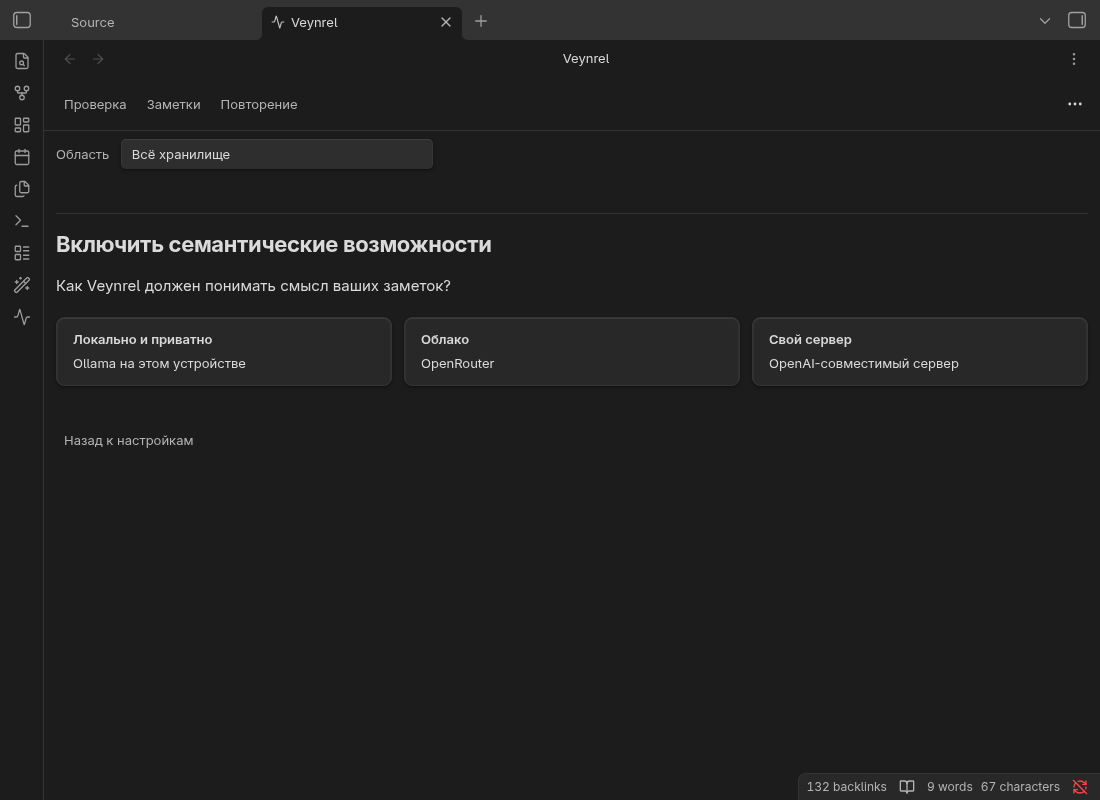 Source
Veynrel
Veynrel
Проверка Заметки Повторение
Область Всё хранилище
Включить семантические возможности
Как Veynrel должен понимать смысл ваших заметок?
Локально и приватно
Ollama на этом устройстве
Облако
OpenRouter
Свой сервер
OpenAI-совместимый сервер
Назад к настройкам
132 backlinks 9 words 67 characters